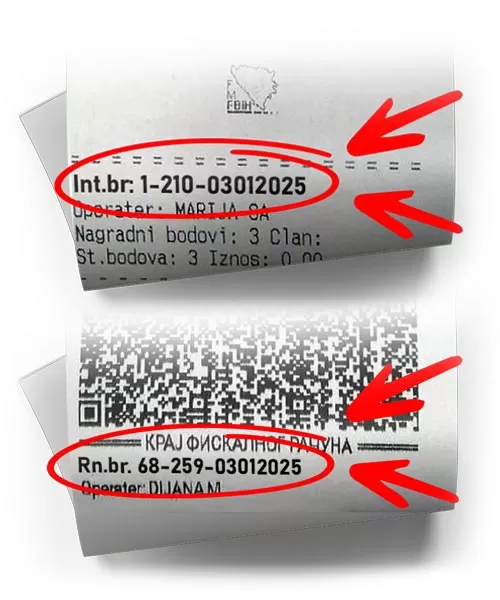 F
M
FBIH
Int.br: 1-210-03012025
Operater: MARIJA SA
Nagradni bodovi: 3 Clan:
St.bodova: 3 Iznos: 0,00
КРАЈ ФИСКАЛНОГ РАЧУНА
Rn.br. 68-259-03012025
Operater: DIJANA M